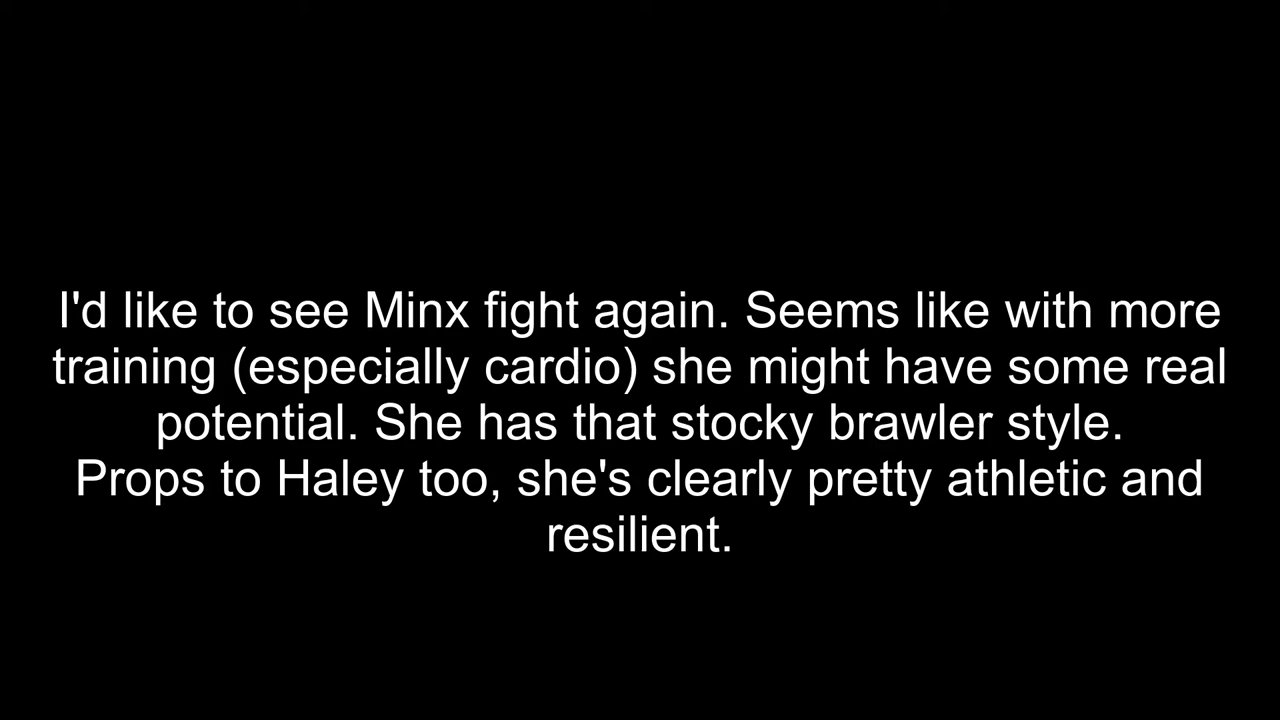 I'd like to see Minx fight again. Seems like with more
training (especially cardio) she might have some real
potential. She has that stocky brawler style.
Props to Haley too, she's clearly pretty athletic and
resilient.